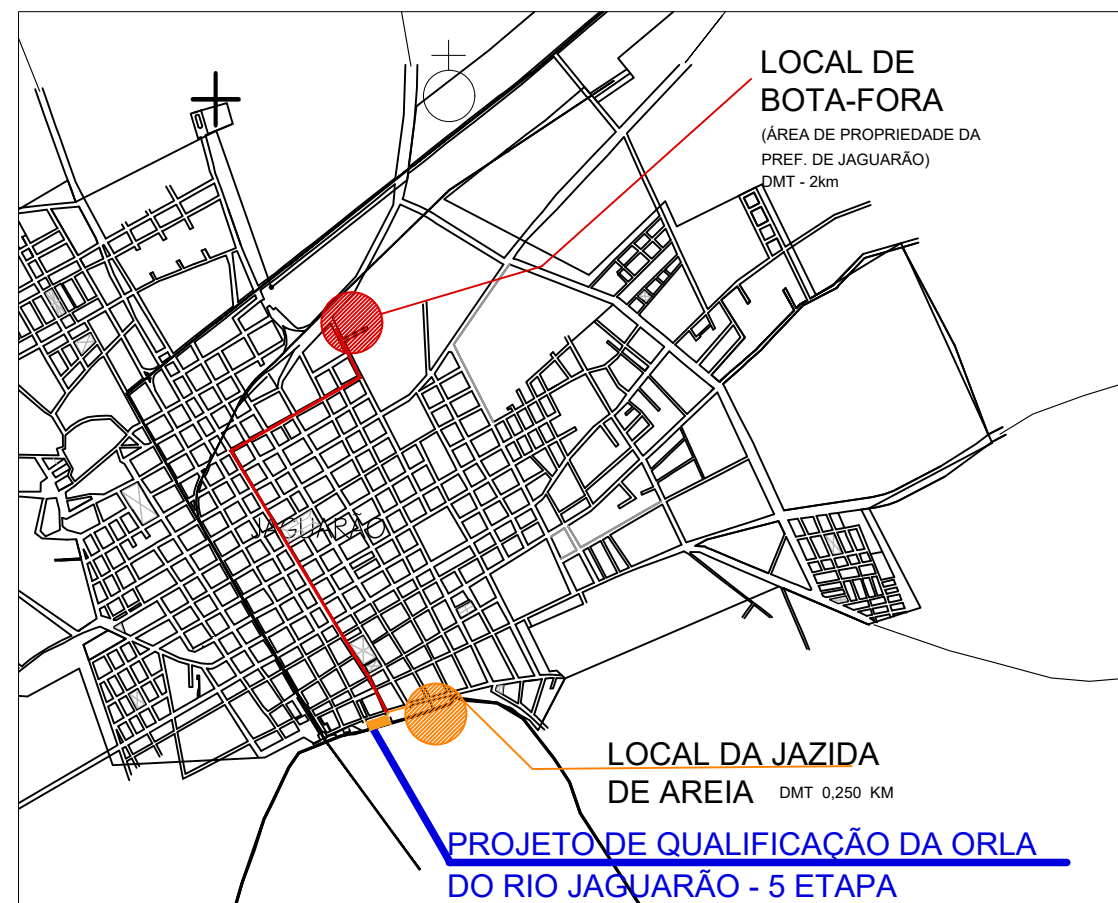 LOCAL DE
BOTA-FORA
(ÁREA DE PROPRIEDADE DA
PREF. DE JAGUARÃO)
DMT - 2km
JAGUARÃO
LOCAL DA JAZIDA
DE AREIA DMT 0,250 KM
PROJETO DE QUALIFICAÇÃO DA ORLA
DO RIO JAGUARÃO - 5 ETAPA